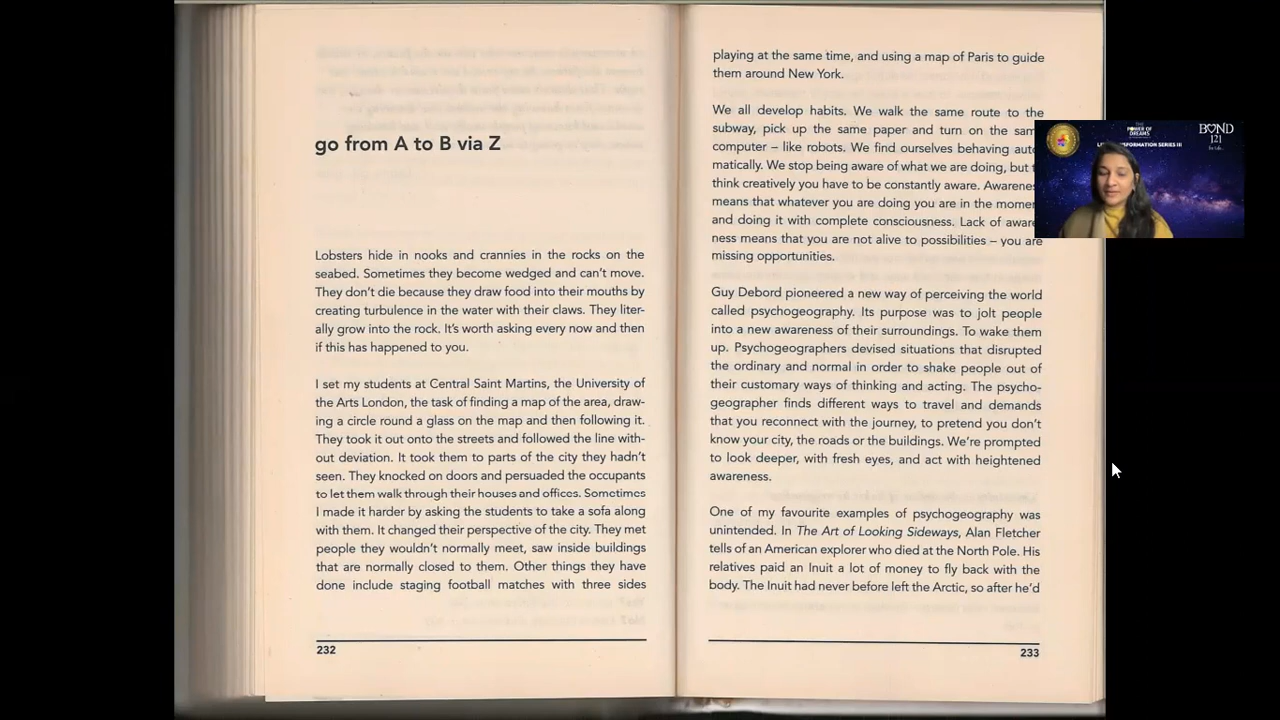 go from A to B via Z
Lobsters hide in nooks and crannies in the rocks on the
seabed. Sometimes they become wedged and can't move.
They don't die because they draw food into their mouths by
creating turbulence in the water with their claws. They liter-
ally grow into the rock. It's worth asking every now and then
if this has happened to you.
I set my students at Central Saint Martins, the University of
the Arts London, the task of finding a map of the area, draw-
ing a circle round a glass on the map and then following it.
They took it out onto the streets and followed the line with-
out deviation. It took them to parts of the city they hadn't
seen. They knocked on doors and persuaded the occupants
to let them walk through their houses and offices. Sometimes
I made it harder by asking the students to take a sofa along
with them. It changed their perspective of the city. They met
people they wouldn't normally meet, saw inside buildings
that are normally closed to them. Other things they have
done include staging football matches with three sides
232
playing at the same time, and using a map of Paris to guide
them around New York.
We all develop habits. We walk the same route to the
subway, pick up the same paper and turn on the sam
computer – like robots. We find ourselves behaving auto
matically. We stop being aware of what we are doing, but
think creatively you have to be constantly aware. Awarenes
means that whatever you are doing you are in the momen
and doing it with complete consciousness. Lack of aware
ness means that you are not alive to possibilities – you are
missing opportunities.
Guy Debord pioneered a new way of perceiving the world
called psychogeography. Its purpose was to jolt people
into a new awareness of their surroundings. To wake them
up. Psychogeographers devised situations that disrupted
the ordinary and normal in order to shake people out of
their customary ways of thinking and acting. The psycho-
geographer finds different ways to travel and demands
that you reconnect with the journey, to pretend you don't
know your city, the roads or the buildings. We're prompted
to look deeper, with fresh eyes, and act with heightened
awareness.
One of my favourite examples of psychogeography was
unintended. In The Art of Looking Sideways, Alan Fletcher
tells of an American explorer who died at the North Pole. His
relatives paid an Inuit a lot of money to fly back with the
body. The Inuit had never before left the Arctic, so after he'd
233
THE
POWER OF
DREAMS
BOND
121
For Life...
SERIES III